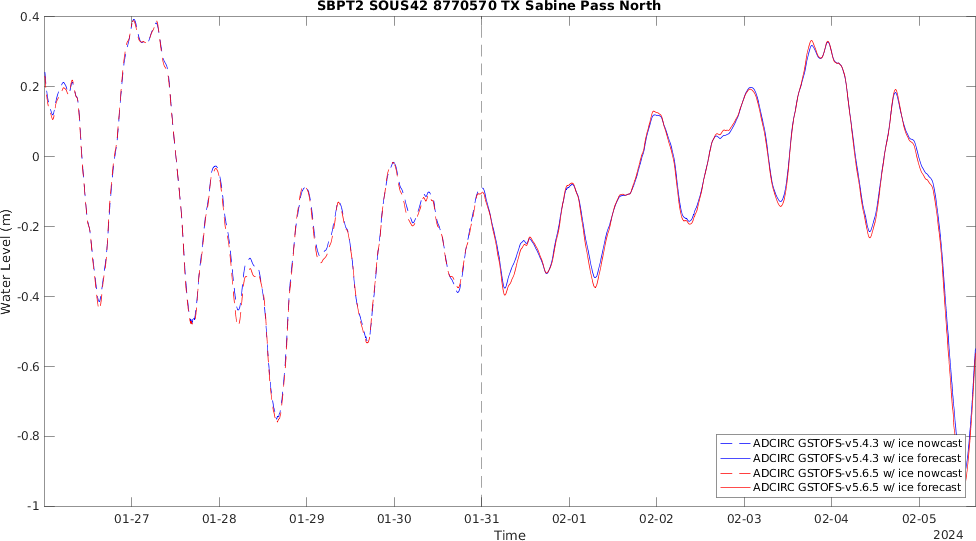 SBPT2 SOUS42 8770570 TX Sabine Pass North
Water Level (m)
0.4
0.2
0
-0.2
-0.4
-0.6
-0.8
-1
ADCIRC GSTOFS-v5.4.3 w/ ice nowcast
ADCIRC GSTOFS-v5.4.3 w/ ice forecast
ADCIRC GSTOFS-v5.6.5 w/ ice nowcast
ADCIRC GSTOFS-v5.6.5 w/ ice forecast
01-27 01-28 01-29 01-30 01-31 02-01 02-02 02-03 02-04 02-05
Time
2024